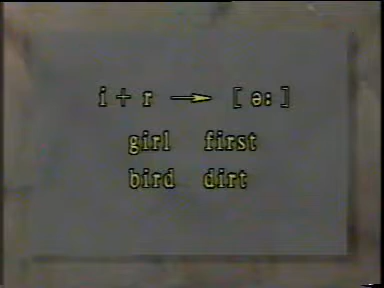 i + r → [ ə: ]
girl first
bird dirt